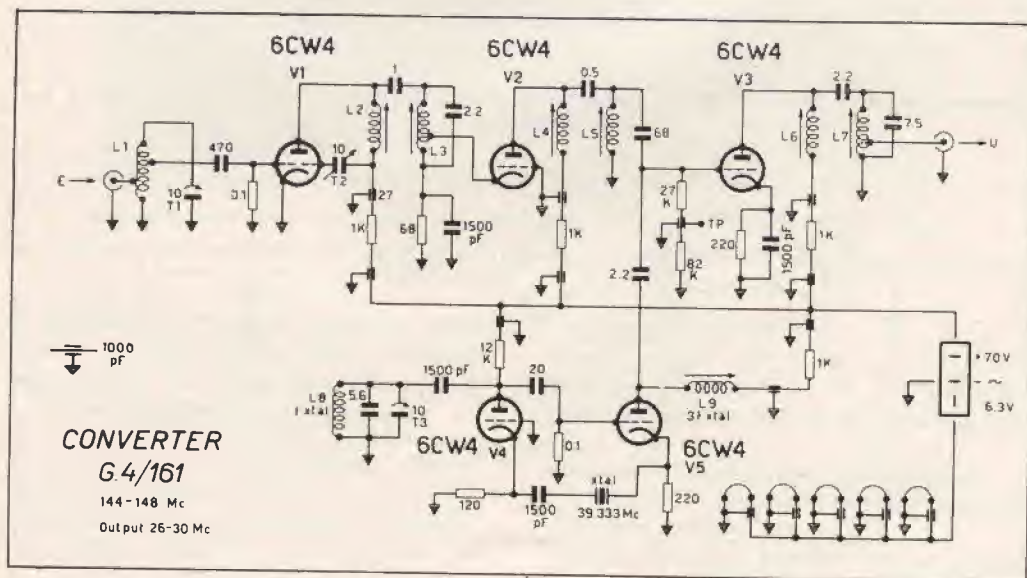 6CW4
V1
6CW4
V2
6CW4
V3
1
0.5
2.2
L1
470
10
T1
0.1
10
T2
L2
2.2
L3
27
1K
68
1500
pF
L4
L5
68
1K
27
K
TP
82
K
2.2
220
1500 pF
L6
L7
7.5
1K
U
1000
pF
12
K
1500 pF
20
L8
f xtal
5.6
10
T3
6CW4
V4
0.1
6CW4
V5
L9
3f xtal
1K
+70V
~
6.3V
120
1500
pF
xtal
39.333 Mc
220
CONVERTER
G.4/161
144-148 Mc
Output 26-30 Mc